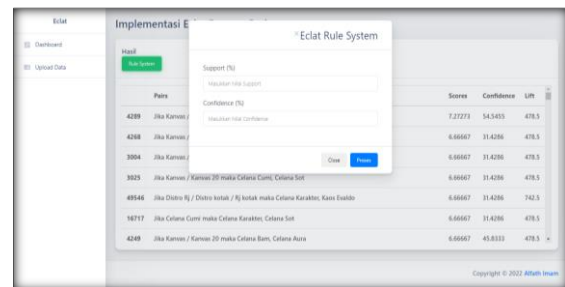 Eclat
Implementasi E
Dashboard
Upload Data
Hasil
Rule System
×
Eclat Rule System
Support (%)
Masukkan Nilai Support
Confidence (%)
Masukkan Nilai Confidence
Close
Proses
Pairs Scores Confidence Lift
4289 Jika Kanvas / 7.27273 54.5455 478.5
4268 Jika Kanvas / 6.66667 31.4286 478.5
3004 Jika Kanvas / 6.66667 31.4286 478.5
3025 Jika Kanvas / Kanvas 20 maka Celana Cumi, Celana Sot 6.66667 31.4286 478.5
49546 Jika Distro Rj / Distro kotak / Rj kotak maka Celana Karakter, Kaos Evaldo 6.66667 31.4286 742.5
16717 Jika Celana Cumi maka Celana Karakter, Celana Sot 6.66667 31.4286 478.5
4249 Jika Kanvas / Kanvas 20 maka Celana Bam, Celana Aura 6.66667 45.8333 478.5
Copyright © 2022 Alfath Imam